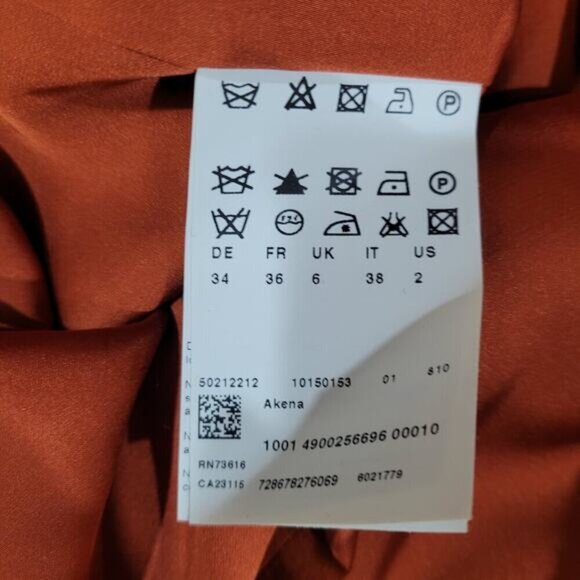 P
P
DE FR UK IT US
34 36 6 38 2
50212212 10150153 01 810
Akena
1001 4900256696 00010
RN73616
CA23115 728678276069 6021779